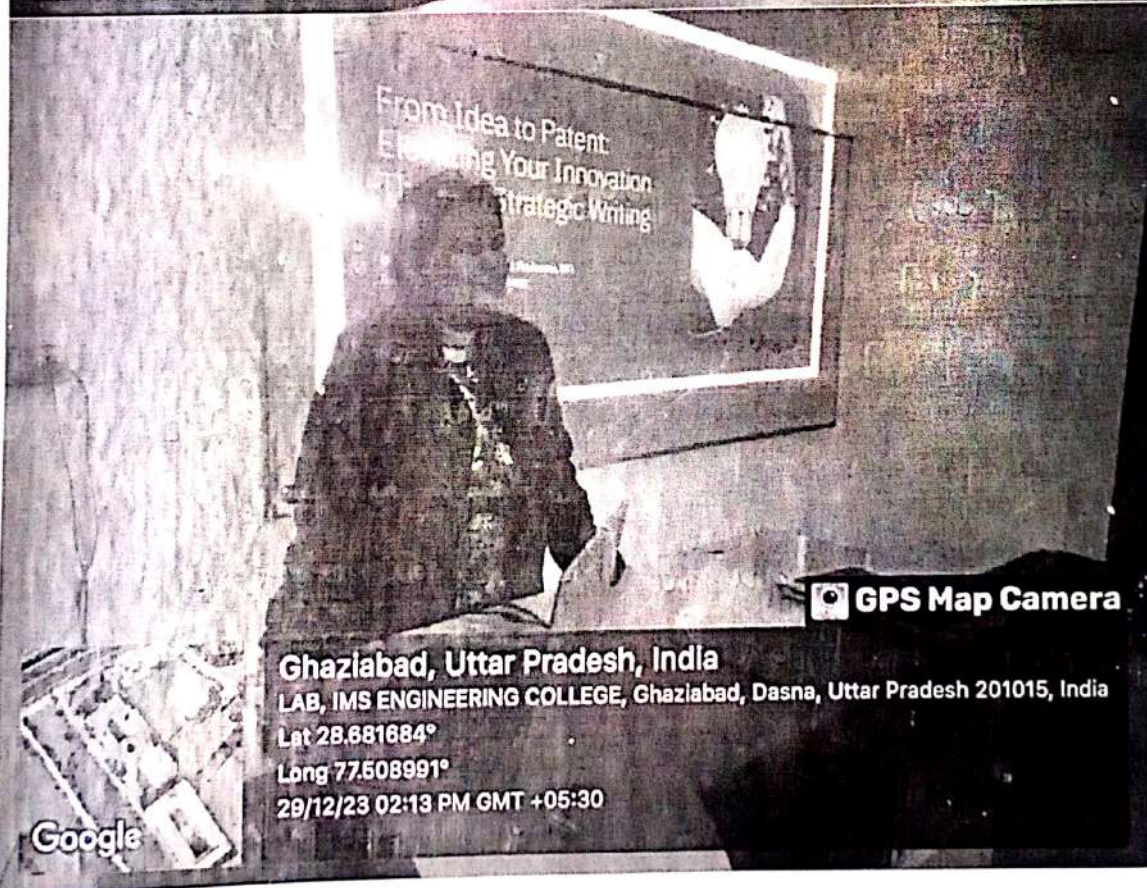 From Idea to Patent:
Your Innovation
Strategic Writing
GPS Map Camera
Ghaziabad, Uttar Pradesh, India
LAB, IMS ENGINEERING COLLEGE, Ghaziabad, Dasna, Uttar Pradesh 201015, India
Lat 28.681684°
Long 77.508991°
29/12/23 02:13 PM GMT +05:30
Google